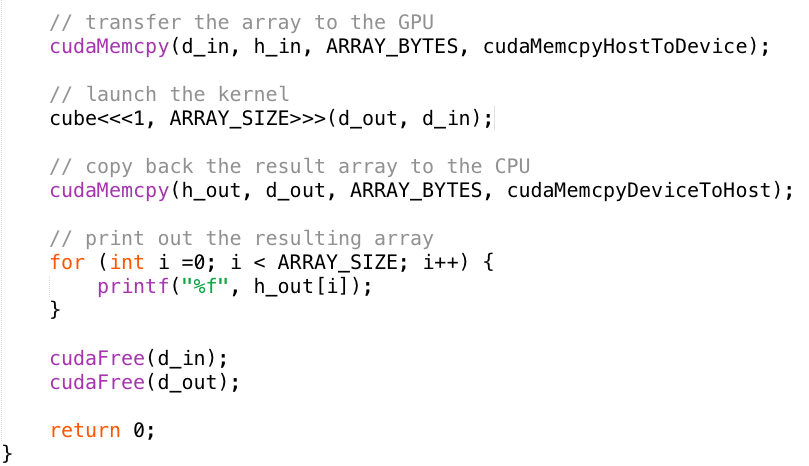 // transfer the array to the GPU
cudaMemcpy(d_in, h_in, ARRAY_BYTES, cudaMemcpyHostToDevice);
// launch the kernel
cube<<<1, ARRAY_SIZE>>>(d_out, d_in);
// copy back the result array to the CPU
cudaMemcpy(h_out, d_out, ARRAY_BYTES, cudaMemcpyDeviceToHost);
// print out the resulting array
for (int i =0; i < ARRAY_SIZE; i++) {
printf("%f", h_out[i]);
}
cudaFree(d_in);
cudaFree(d_out);
return 0;
}